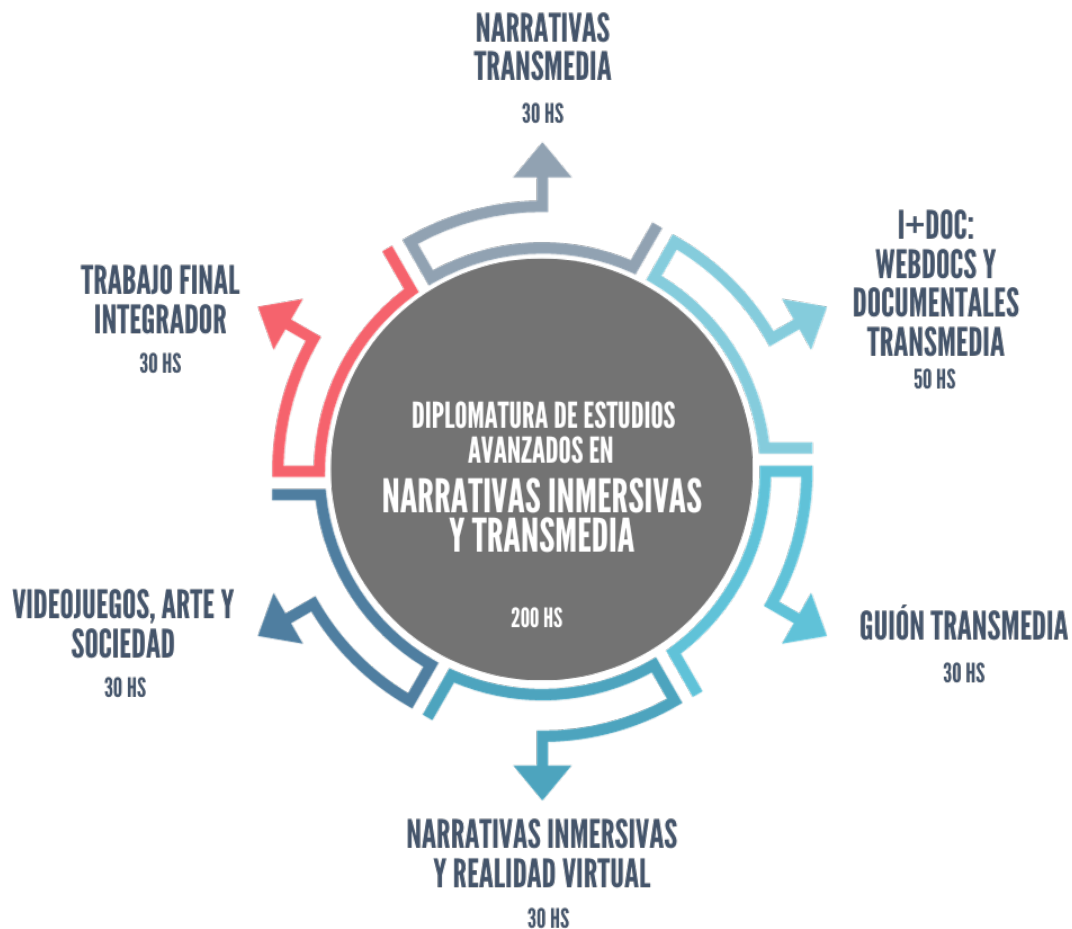 NARRATIVAS
TRANSMEDIA
30 HS
I+DOC:
WEBDOCS Y
DOCUMENTALES
TRANSMEDIA
50 HS
GUIÓN TRANSMEDIA
30 HS
NARRATIVAS INMERSIVAS
Y REALIDAD VIRTUAL
30 HS
VIDEOJUEGOS, ARTE Y
SOCIEDAD
30 HS
TRABAJO FINAL
INTEGRADOR
30 HS
DIPLOMATURA DE ESTUDIOS
AVANZADOS EN
NARRATIVAS INMERSIVAS
Y TRANSMEDIA
200 HS